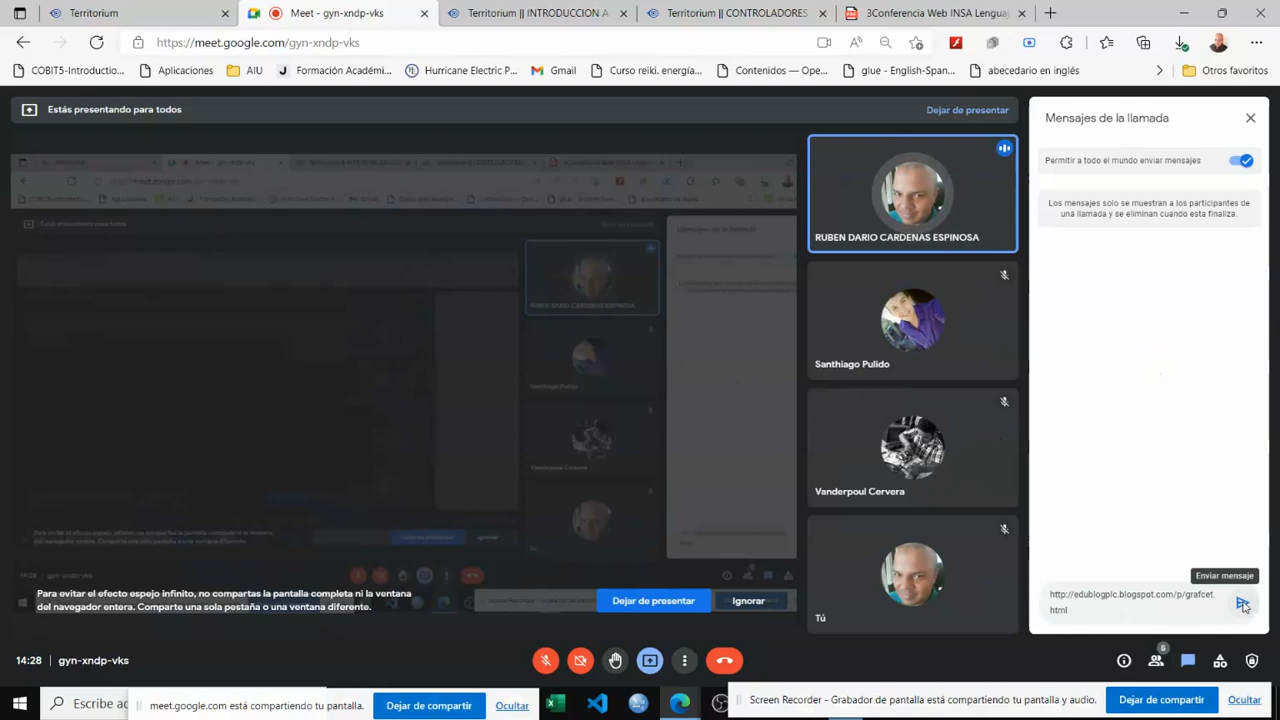 Territorium
Meet - gyn-xndp-vks
Territorium || INTRODUCCION A
Territorium || CONTROLADORES
3Conferencia Web INSA Lenguaj
https://meet.google.com/gyn-xndp-vks
COBIT5-Introductio...
Aplicaciones
AIU
Formación Académi...
Hurricane Electric P...
Gmail
Curso reiki. energía...
Contenidos — Ope...
glue - English-Span...
abecedario en inglés
Otros favoritos
Estás presentando para todos
Dejar de presentar
RUBEN DARIO CARDENAS ESPINOSA
Santhiago Pulido
Vanderpoul Cervera
Tú
Mensajes de la llamada
Permitir a todo el mundo enviar mensajes
Los mensajes solo se muestran a los participantes de
una llamada y se eliminan cuando esta finaliza.
Enviar mensaje
http://edublogplc.blogspot.com/p/grafcet.
html
Para evitar el efecto espejo infinito, no compartas la pantalla completa ni la ventana
del navegador entera. Comparte una sola pestaña o una ventana diferente.
Dejar de presentar
Ignorar
14:28
gyn-xndp-vks
6
Escribe aq
meet.google.com está compartiendo tu pantalla.
Dejar de compartir
Ocultar
Screen Recorder - Grabador de pantalla está compartiendo tu pantalla y audio.
Dejar de compartir
Ocultar